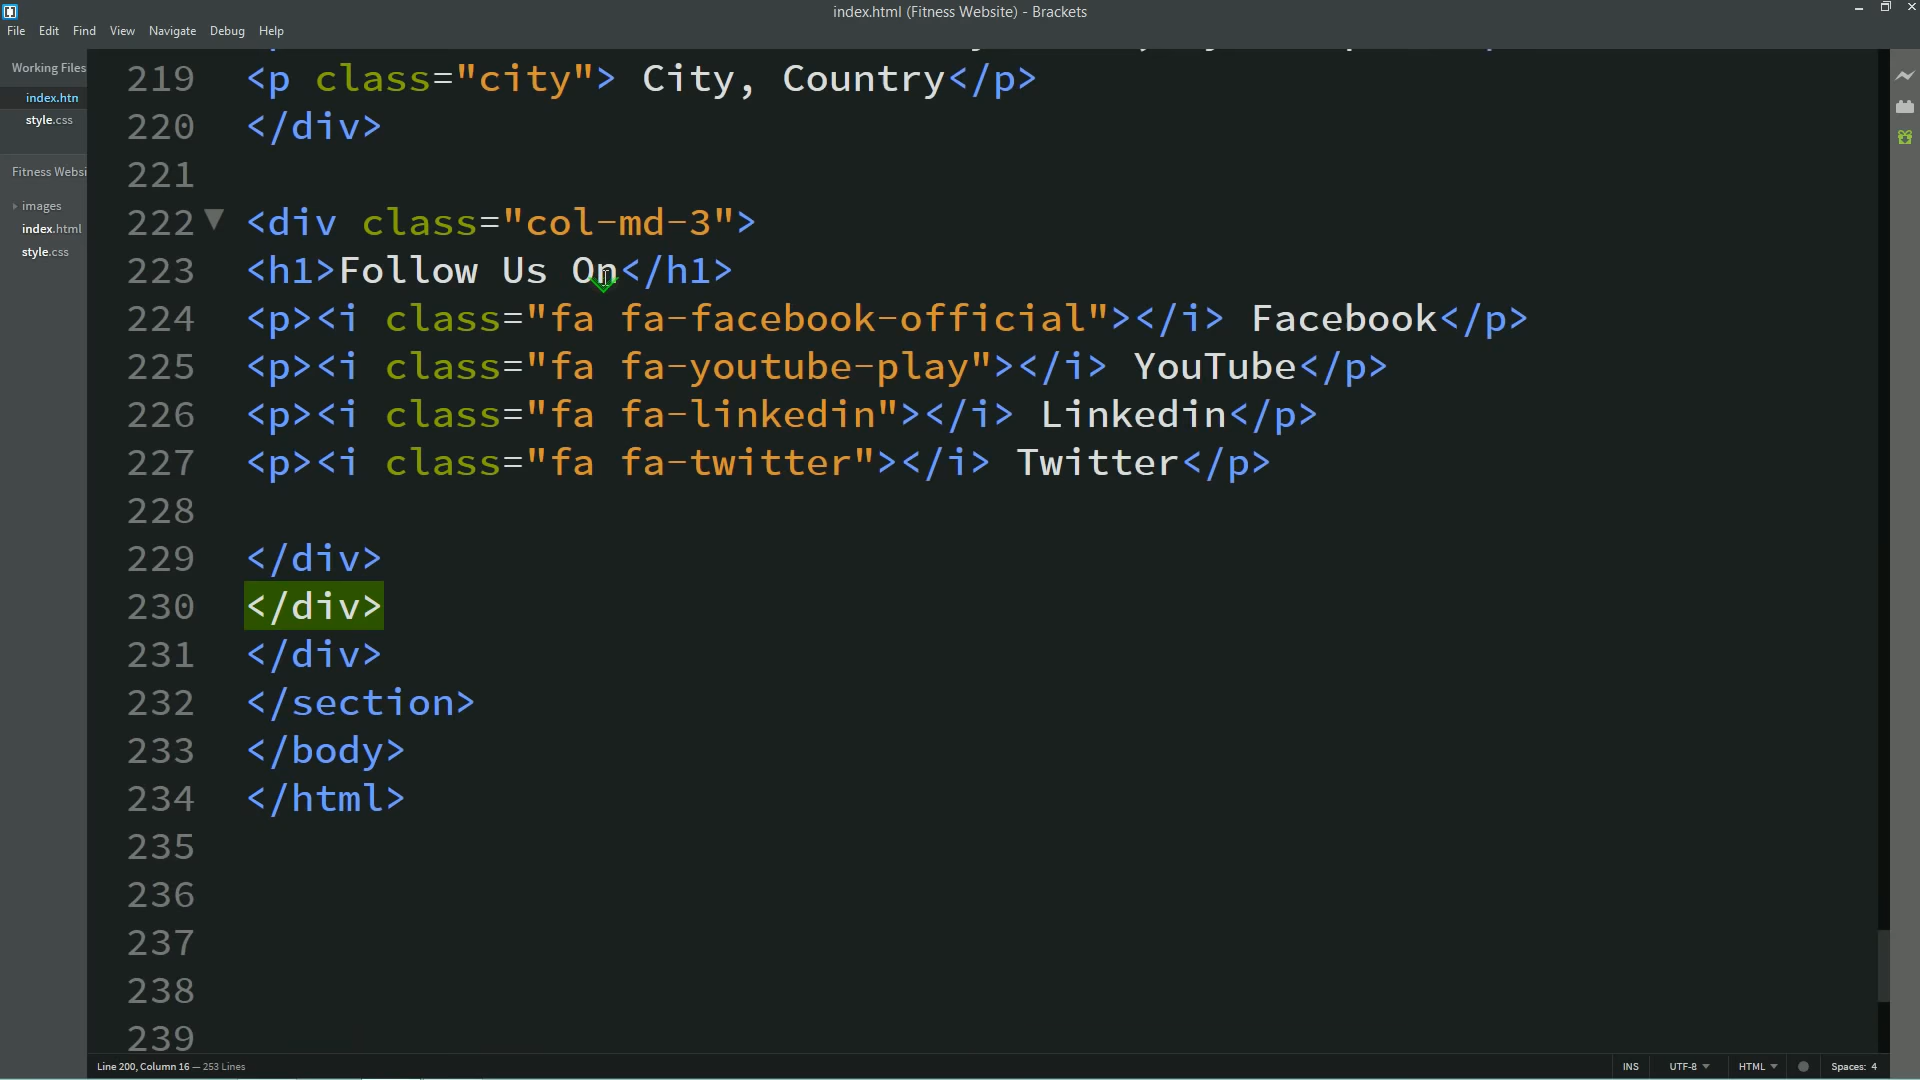 index.html (Fitness Website) - Brackets
File Edit Find View Navigate Debug Help
Working Files
index.htn
style.css
Fitness Websi
images
index.html
style.css
219 <p class="city"> City, Country</p>
220 </div>
221
222 <div class="col-md-3">
223 <h1>Follow Us On</h1>
224 <p><i class="fa fa-facebook-official"></i> Facebook</p>
225 <p><i class="fa fa-youtube-play"></i> YouTube</p>
226 <p><i class="fa fa-linkedin"></i> Linkedin</p>
227 <p><i class="fa fa-twitter"></i> Twitter</p>
228
229 </div>
230 </div>
231 </div>
232 </section>
233 </body>
234 </html>
235
236
237
238
239
Line 200, Column 16 — 253 Lines
INS UTF-8 HTML Spaces: 4